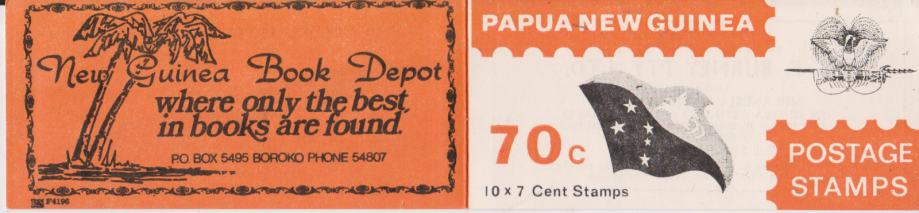 New Guinea Book Depot
where only the best
in books are found.
P.O. BOX 5495 BOROKO PHONE 54807
F4196
PAPUA NEW GUINEA
70c
10 x 7 Cent Stamps
POSTAGE
STAMPS